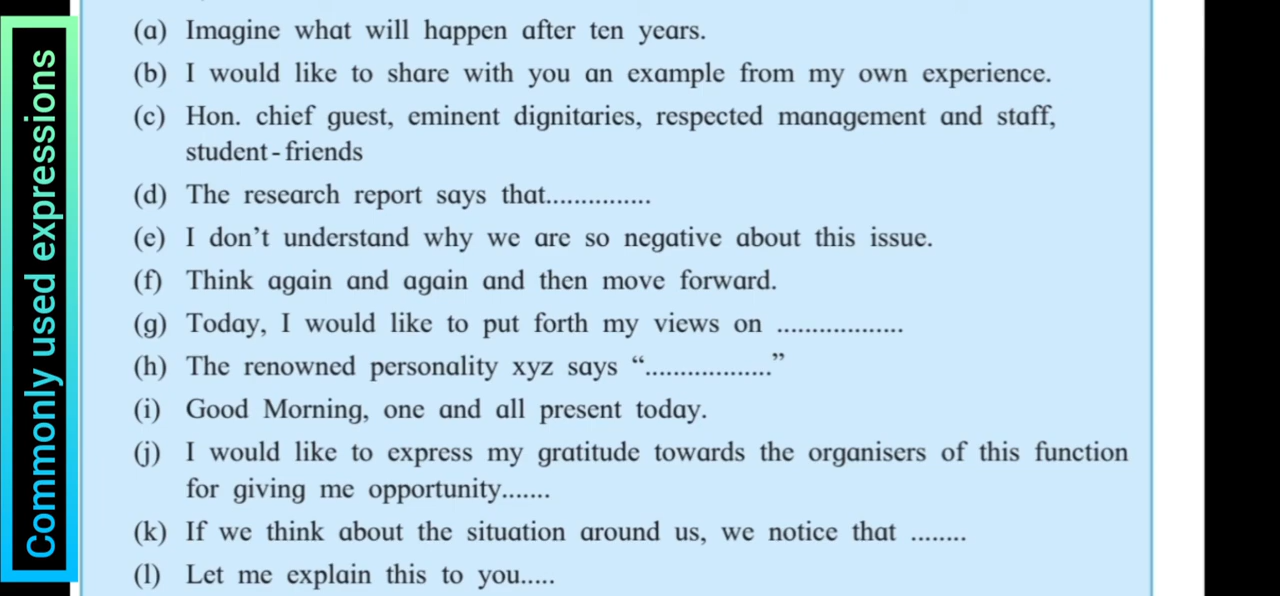 Commonly used expressions
(a) Imagine what will happen after ten years.
(b) I would like to share with you an example from my own experience.
(c) Hon. chief guest, eminent dignitaries, respected management and staff,
student-friends
(d) The research report says that...............
(e) I don't understand why we are so negative about this issue.
(f) Think again and again and then move forward.
(g) Today, I would like to put forth my views on ..................
(h) The renowned personality xyz says “..................”
(i) Good Morning, one and all present today.
(j) I would like to express my gratitude towards the organisers of this function
for giving me opportunity.......
(k) If we think about the situation around us, we notice that ........
(l) Let me explain this to you.....